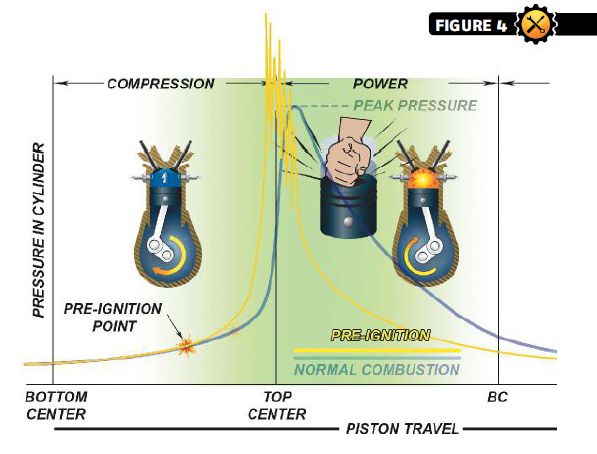 FIGURE 4
COMPRESSION
POWER
PEAK PRESSURE
PRESSURE IN CYLINDER
PRE-IGNITION
POINT
PRE-IGNITION
NORMAL COMBUSTION
BOTTOM
CENTER
TOP
CENTER
BC
PISTON TRAVEL